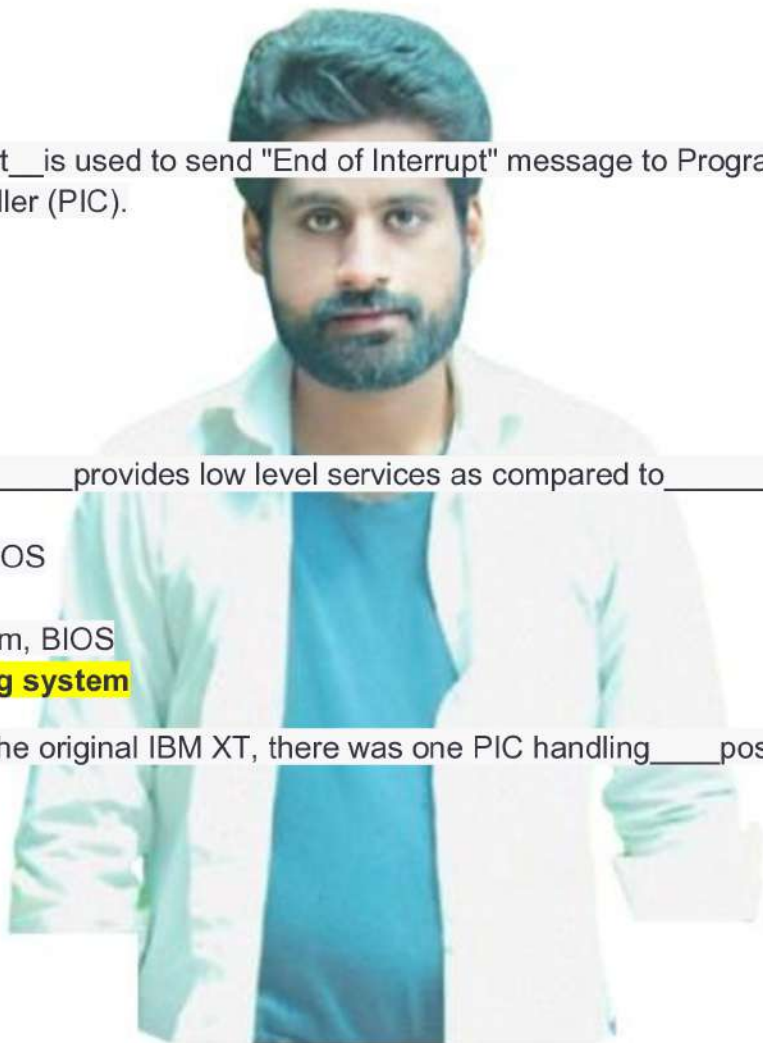 t__is used to send "End of Interrupt" message to Progra
ller (PIC).
_____provides low level services as compared to______
OS
m, BIOS
g system
he original IBM XT, there was one PIC handling____pos